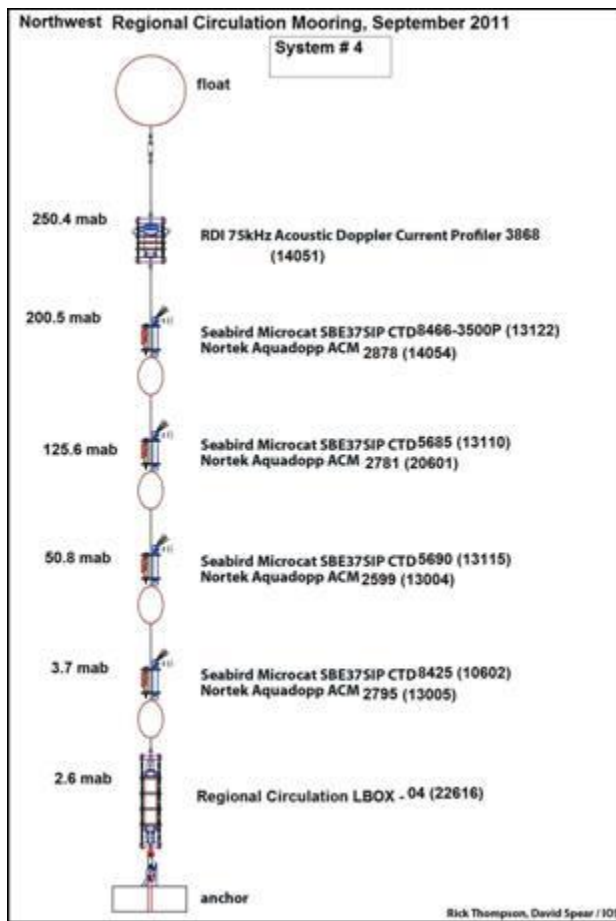 Northwest Regional Circulation Mooring, September 2011
System # 4
float
250.4 mab
RDI 75kHz Acoustic Doppler Current Profiler 3868
(14051)
200.5 mab
Seabird Microcat SBE37SIP CTD8466-3500P (13122)
Nortek Aquadopp ACM 2878 (14054)
125.6 mab
Seabird Microcat SBE37SIP CTD5685 (13110)
Nortek Aquadopp ACM 2781 (20601)
50.8 mab
Seabird Microcat SBE37SIP CTD5690 (13115)
Nortek Aquadopp ACM 2599 (13004)
3.7 mab
Seabird Microcat SBE37SIP CTD8425 (10602)
Nortek Aquadopp ACM 2795 (13005)
2.6 mab
Regional Circulation LBOX - 04 (22616)
anchor
Rick Thompson, David Spear /